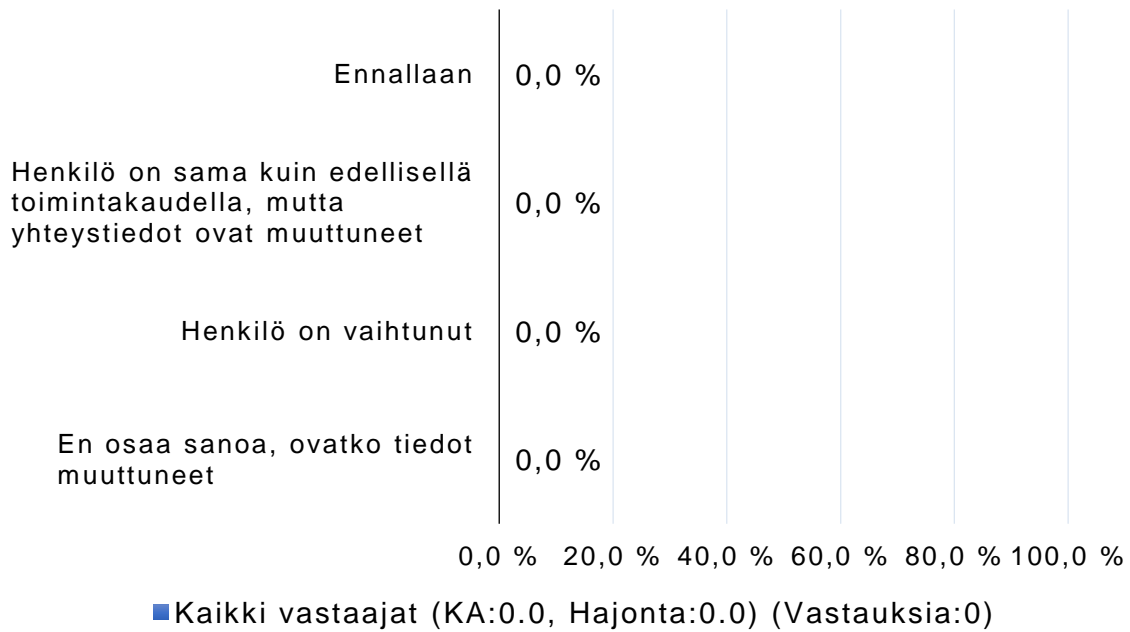 Ennallaan
0,0 %
Henkilö on sama kuin edellisellä
toimintakaudella, mutta
yhteystiedot ovat muuttuneet
0,0 %
Henkilö on vaihtunut
0,0 %
En osaa sanoa, ovatko tiedot
muuttuneet
0,0 %
0,0 % 20,0 % 40,0 % 60,0 % 80,0 % 100,0 %
Kaikki vastaajat (KA:0.0, Hajonta:0.0) (Vastauksia:0)